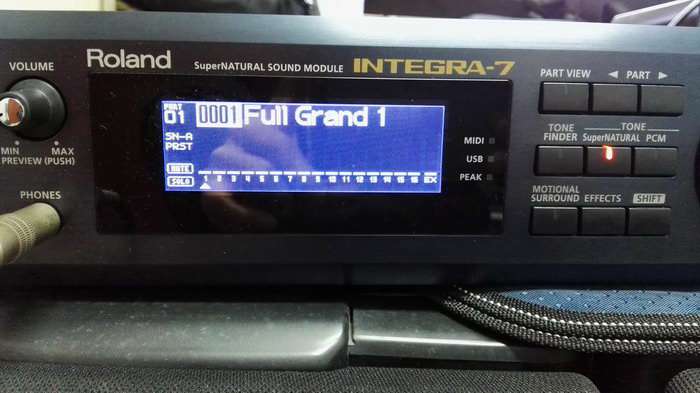 VOLUME
MIN MAX
PREVIEW (PUSH)
PHONES
Roland
SuperNATURAL SOUND MODULE
INTEGRA-7
PART
01
0001 Full Grand 1
SN-A
PRST
MUTE
SOLO
1 2 3 4 5 6 7 8 9 10 11 12 13 14 15 16 EX
MIDI
USB
PEAK
PART VIEW ◄ PART ►
TONE FINDER
TONE
SuperNATURAL PCM
MOTIONAL SURROUND
EFFECTS
SHIFT